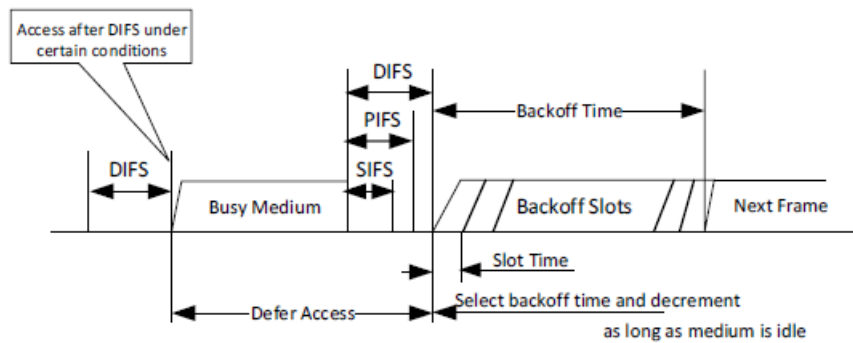 Access after DIFS under
certain conditions
DIFS
DIFS
PIFS
SIFS
Backoff Time
Busy Medium
Backoff Slots
Next Frame
Slot Time
Defer Access
Select backoff time and decrement
as long as medium is idle